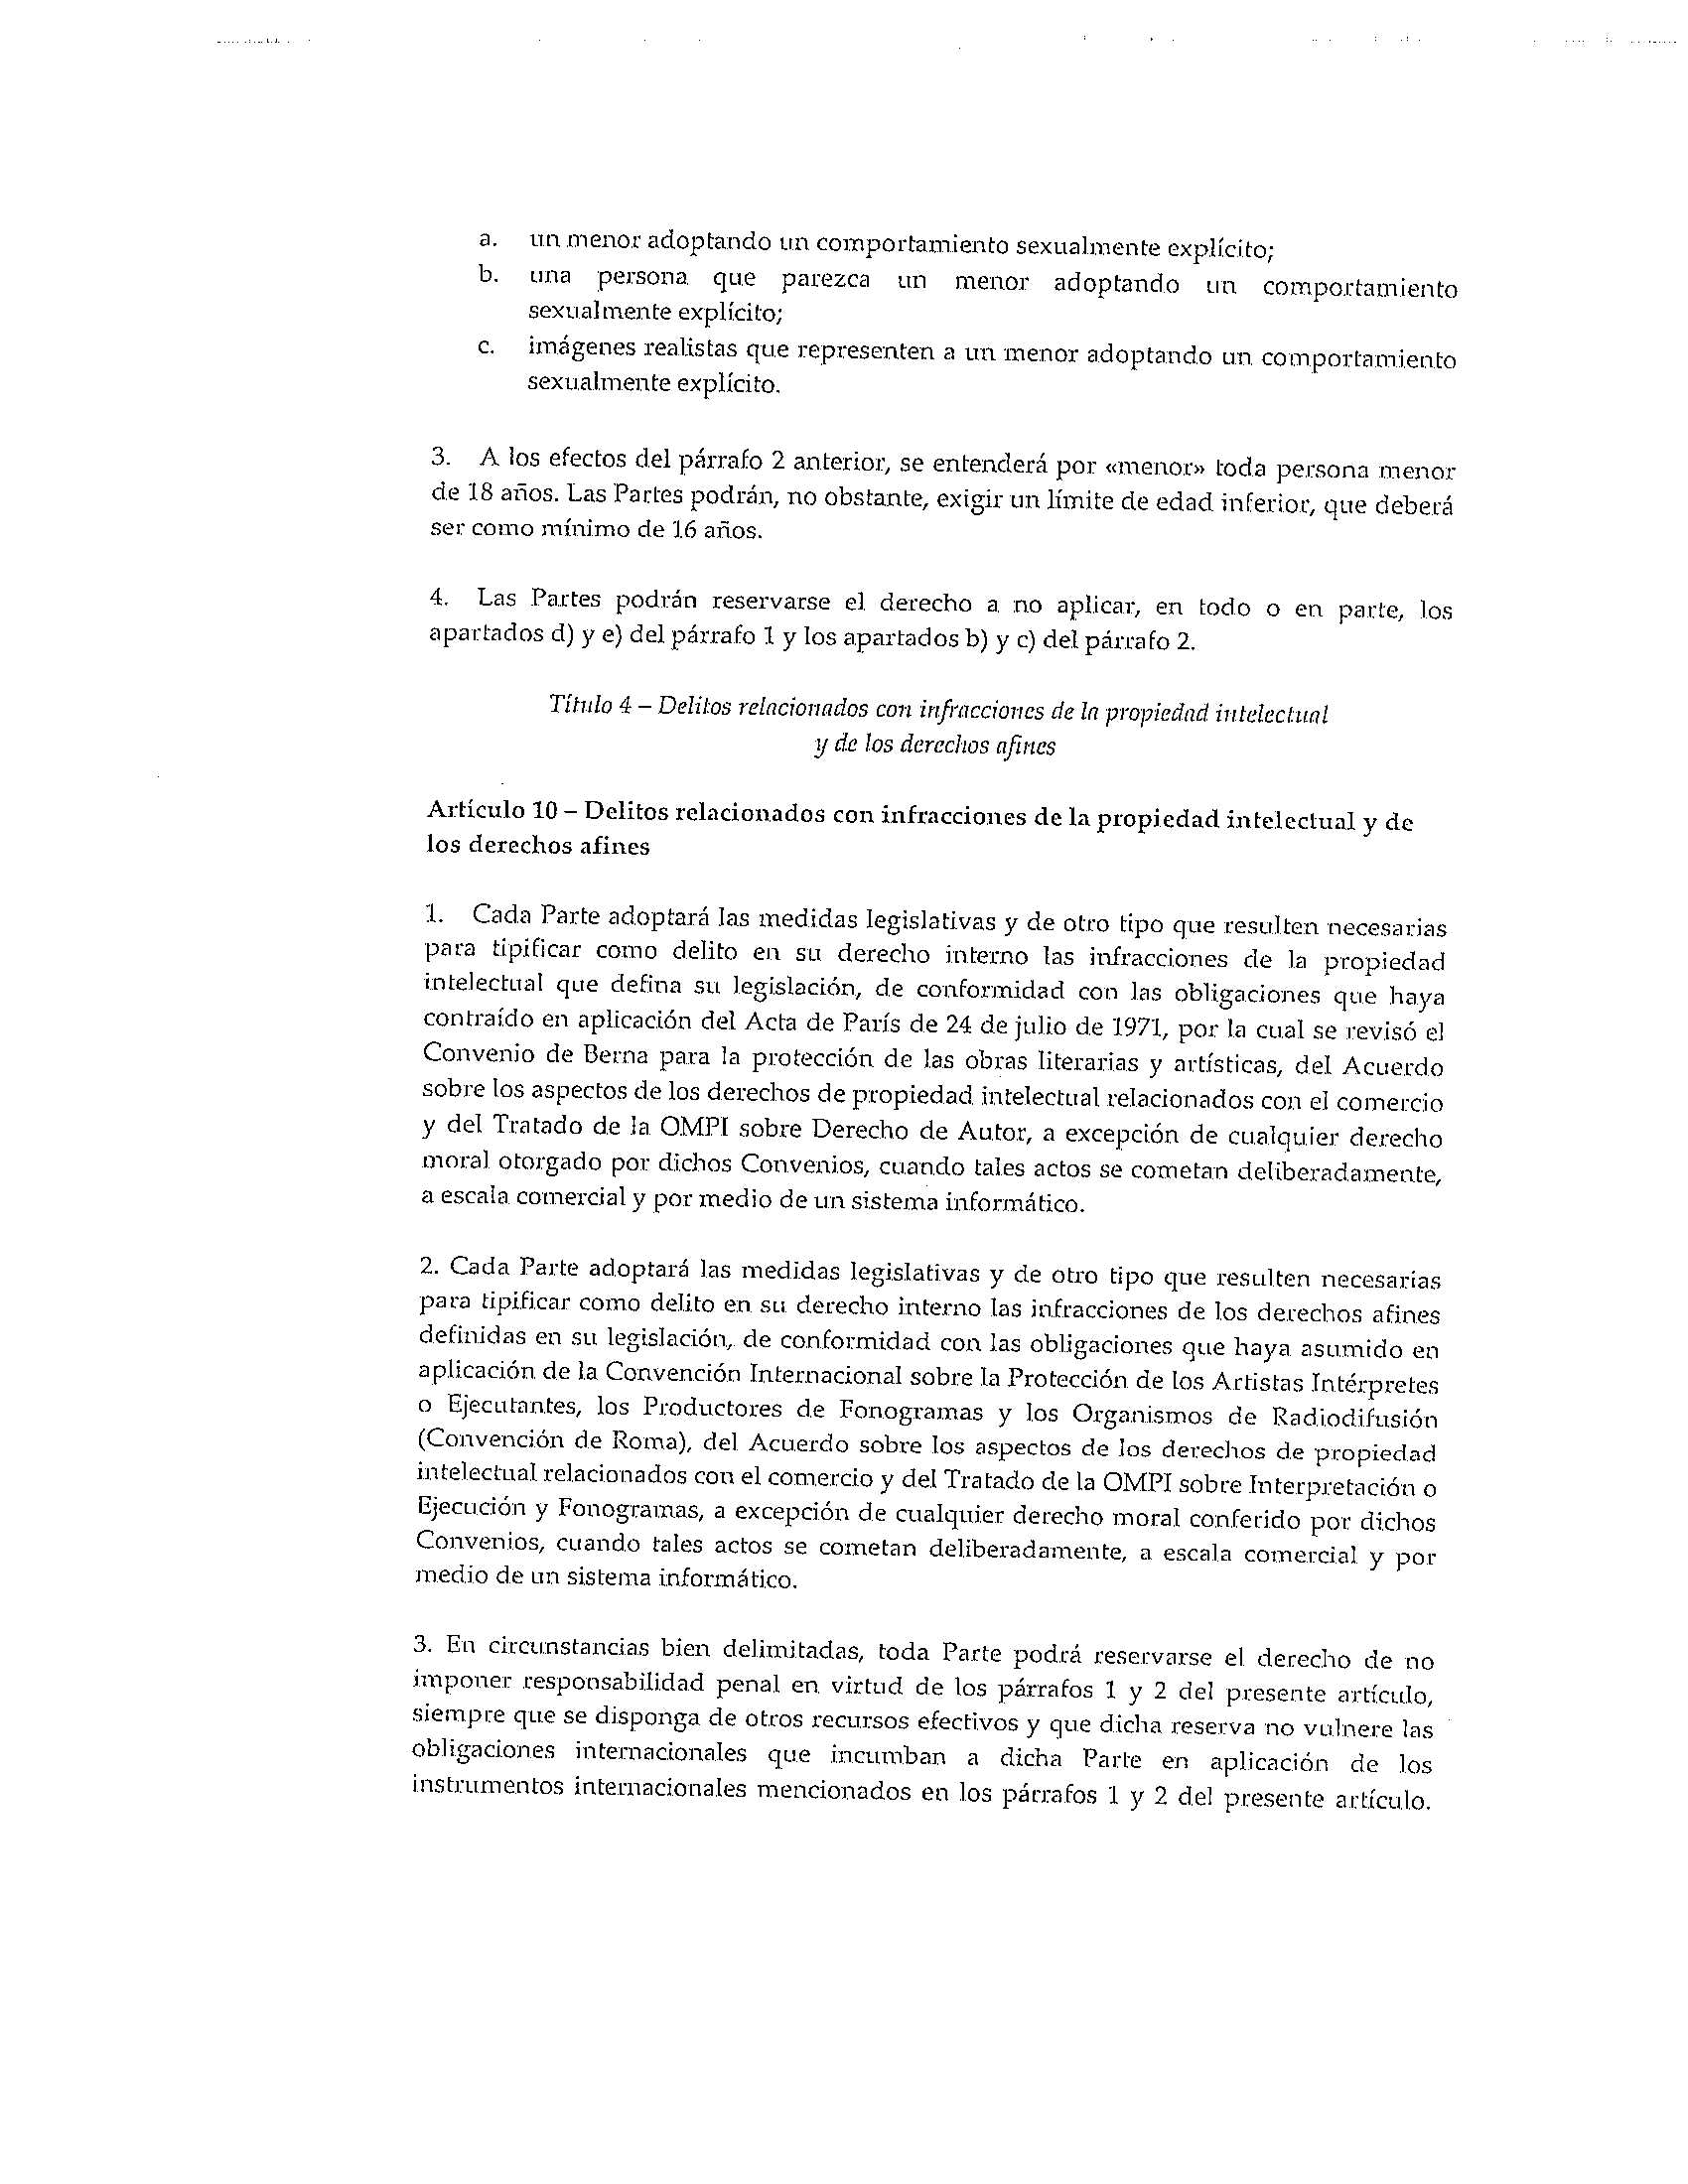 a. un menor adoptando un comportamiento sexualmente explícito;
b. una persona que parezca un menor adoptando un comportamiento
sexualmente explícito;
c. imágenes realistas que representen a un menor adoptando un comportamiento
sexualmente explícito.
3. A los efectos del párrafo 2 anterior, se entenderá por «menor» toda persona menor
de 18 años. Las Partes podrán, no obstante, exigir un límite de edad inferior, que deberá
ser como mínimo de 16 años.
4. Las Partes podrán reservarse el derecho a no aplicar, en todo o en parte, los
apartados d) y e) del párrafo 1 y los apartados b) y c) del párrafo 2.
Título 4 – Delitos relacionados con infracciones de la propiedad intelectual
y de los derechos afines
Artículo 10 – Delitos relacionados con infracciones de la propiedad intelectual y de
los derechos afines
1. Cada Parte adoptará las medidas legislativas y de otro tipo que resulten necesarias
para tipificar como delito en su derecho interno las infracciones de la propiedad
intelectual que defina su legislación, de conformidad con las obligaciones que haya
contraído en aplicación del Acta de París de 24 de julio de 1971, por la cual se revisó el
Convenio de Berna para la protección de las obras literarias y artísticas, del Acuerdo
sobre los aspectos de los derechos de propiedad intelectual relacionados con el comercio
y del Tratado de la OMPI sobre Derecho de Autor, a excepción de cualquier derecho
moral otorgado por dichos Convenios, cuando tales actos se cometan deliberadamente,
a escala comercial y por medio de un sistema informático.
2. Cada Parte adoptará las medidas legislativas y de otro tipo que resulten necesarias
para tipificar como delito en su derecho interno las infracciones de los derechos afines
definidas en su legislación, de conformidad con las obligaciones que haya asumido en
aplicación de la Convención Internacional sobre la Protección de los Artistas Intérpretes
o Ejecutantes, los Productores de Fonogramas y los Organismos de Radiodifusión
(Convención de Roma), del Acuerdo sobre los aspectos de los derechos de propiedad
intelectual relacionados con el comercio y del Tratado de la OMPI sobre Interpretación o
Ejecución y Fonogramas, a excepción de cualquier derecho moral conferido por dichos
Convenios, cuando tales actos se cometan deliberadamente, a escala comercial y por
medio de un sistema informático.
3. En circunstancias bien delimitadas, toda Parte podrá reservarse el derecho de no
imponer responsabilidad penal en virtud de los párrafos 1 y 2 del presente artículo,
siempre que se disponga de otros recursos efectivos y que dicha reserva no vulnere las
obligaciones internacionales que incumban a dicha Parte en aplicación de los
instrumentos internacionales mencionados en los párrafos 1 y 2 del presente artículo.